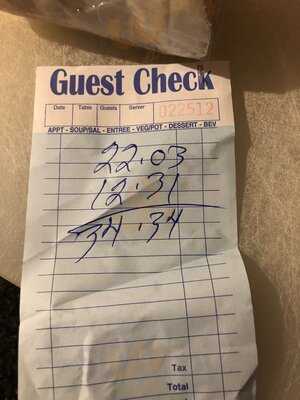 Guest Check
Date Table Guests Server 022512
APPT - SOUP/SAL - ENTREE - VEG/POT - DESSERT - BEV
22.03
12.31
34.34
Tax
Total